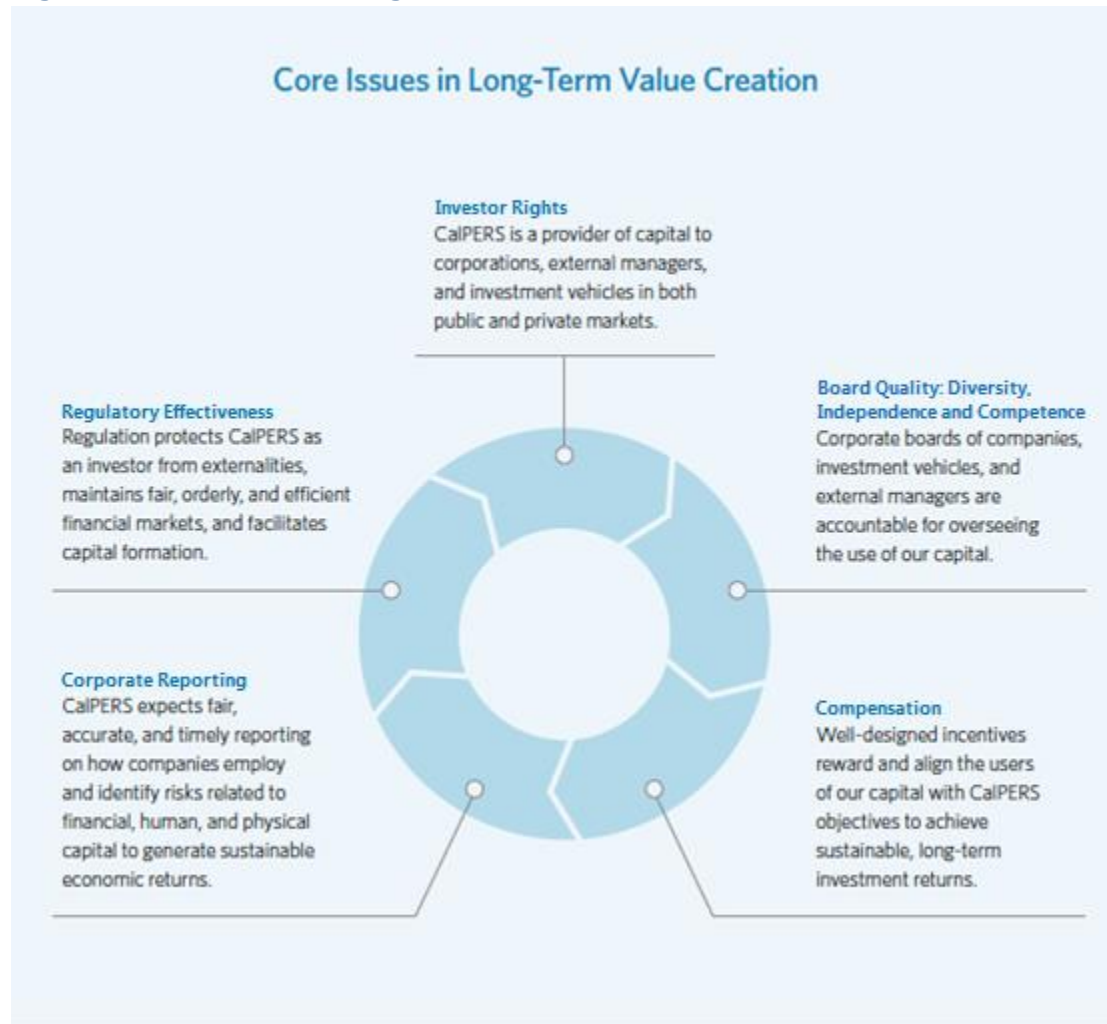 Core Issues in Long-Term Value Creation
Investor Rights
CalPERS is a provider of capital to
corporations, external managers,
and investment vehicles in both
public and private markets.
Board Quality: Diversity,
Independence and Competence
Corporate boards of companies,
investment vehicles, and
external managers are
accountable for overseeing
the use of our capital.
Compensation
Well-designed incentives
reward and align the users
of our capital with CalPERS
objectives to achieve
sustainable, long-term
investment returns.
Corporate Reporting
CalPERS expects fair,
accurate, and timely reporting
on how companies employ
and identify risks related to
financial, human, and physical
capital to generate sustainable
economic returns.
Regulatory Effectiveness
Regulation protects CalPERS as
an investor from externalities,
maintains fair, orderly, and efficient
financial markets, and facilitates
capital formation.